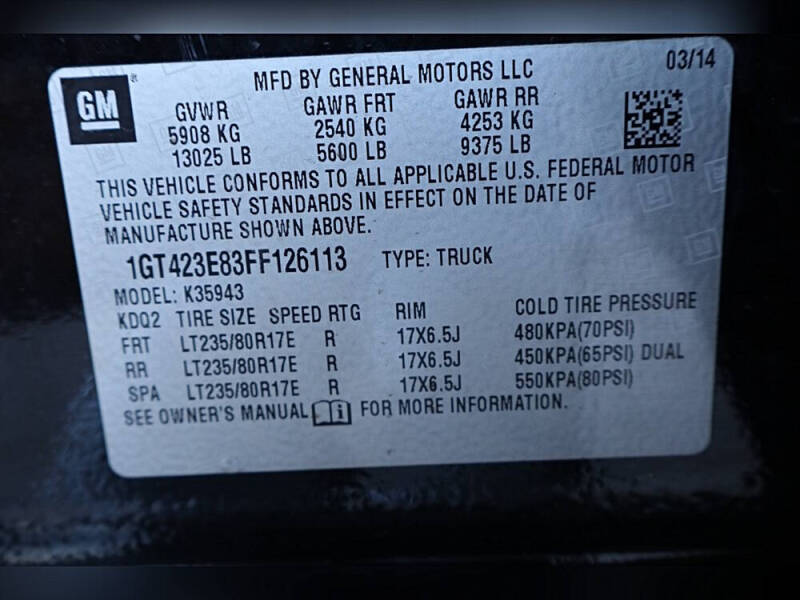 GM
MFD BY GENERAL MOTORS LLC 03/14
GVWR GAWR FRT GAWR RR
5908 KG 2540 KG 4253 KG
13025 LB 5600 LB 9375 LB
THIS VEHICLE CONFORMS TO ALL APPLICABLE U.S. FEDERAL MOTOR
VEHICLE SAFETY STANDARDS IN EFFECT ON THE DATE OF
MANUFACTURE SHOWN ABOVE.
1GT423E83FF126113 TYPE: TRUCK
MODEL: K35943
KDQ2 TIRE SIZE SPEED RTG RIM COLD TIRE PRESSURE
FRT LT235/80R17E R 17X6.5J 480KPA(70PSI)
RR LT235/80R17E R 17X6.5J 450KPA(65PSI) DUAL
SPA LT235/80R17E R 17X6.5J 550KPA(80PSI)
SEE OWNER'S MANUAL i FOR MORE INFORMATION.